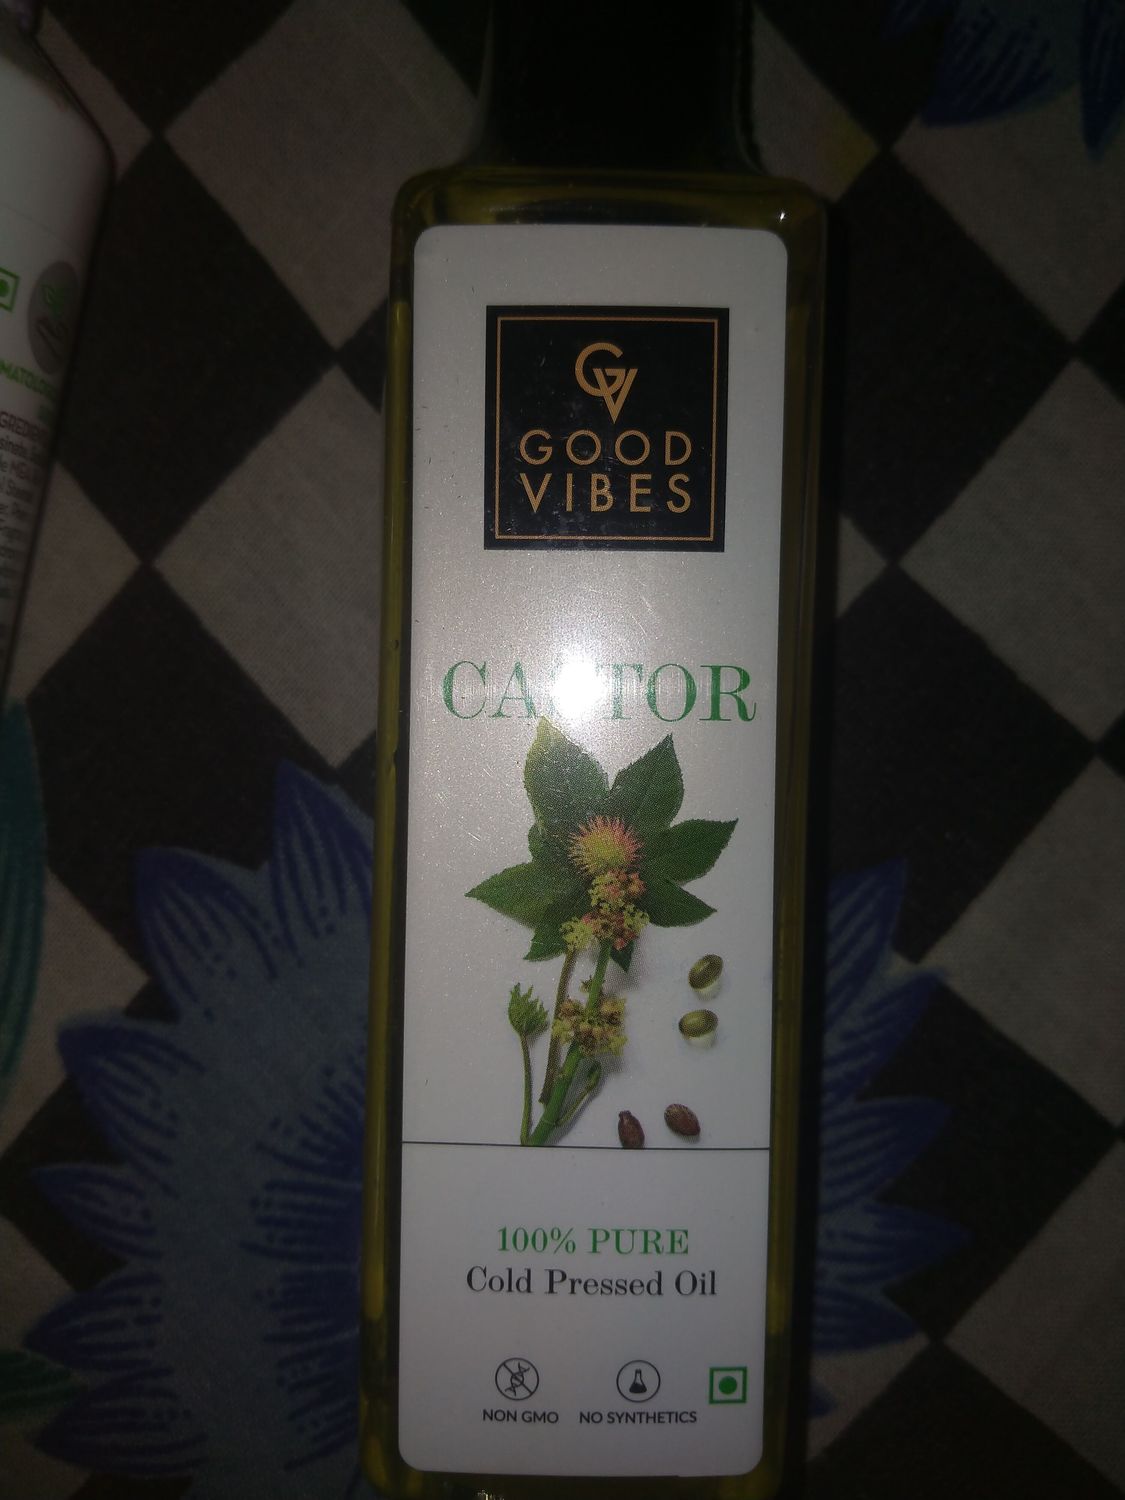 GV
GOOD
VIBES
CASTOR
100% PURE
Cold Pressed Oil
NON GMO
NO SYNTHETICS